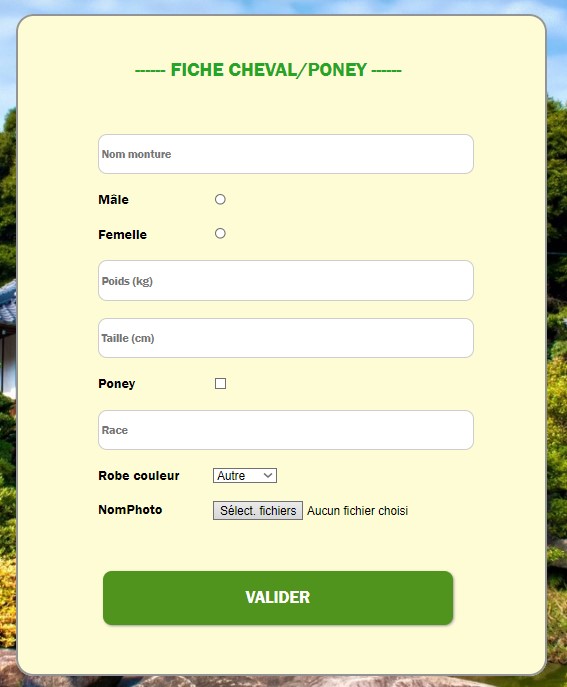 ------ FICHE CHEVAL/PONEY ------
Nom monture
Mâle
Femelle
Poids (kg)
Taille (cm)
Poney
Race
Robe couleur Autre
NomPhoto Sélect. fichiers Aucun fichier choisi
VALIDER